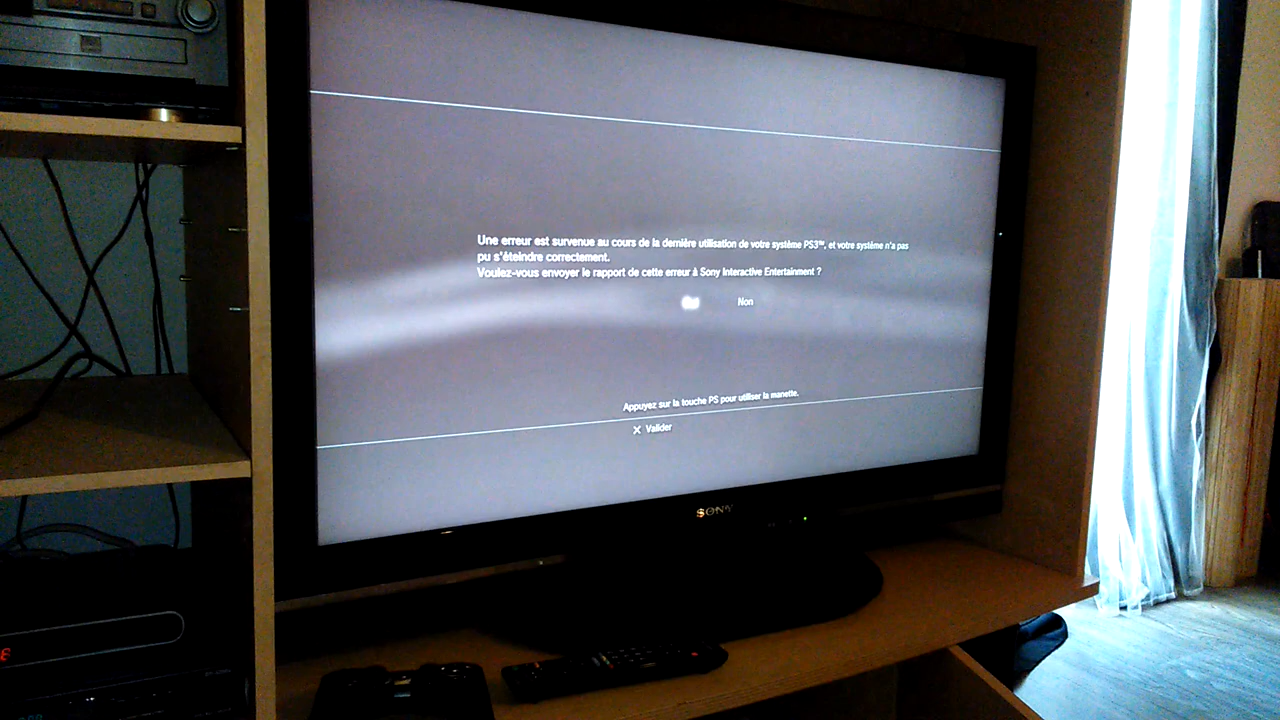 Une erreur est survenue au cours de la dernière utilisation de votre système PS3™, et votre système n'a pas
pu s'éteindre correctement.
Voulez-vous envoyer le rapport de cette erreur à Sony Interactive Entertainment ?
Oui Non
Appuyez sur la touche PS pour utiliser la manette.
X Valider
SONY